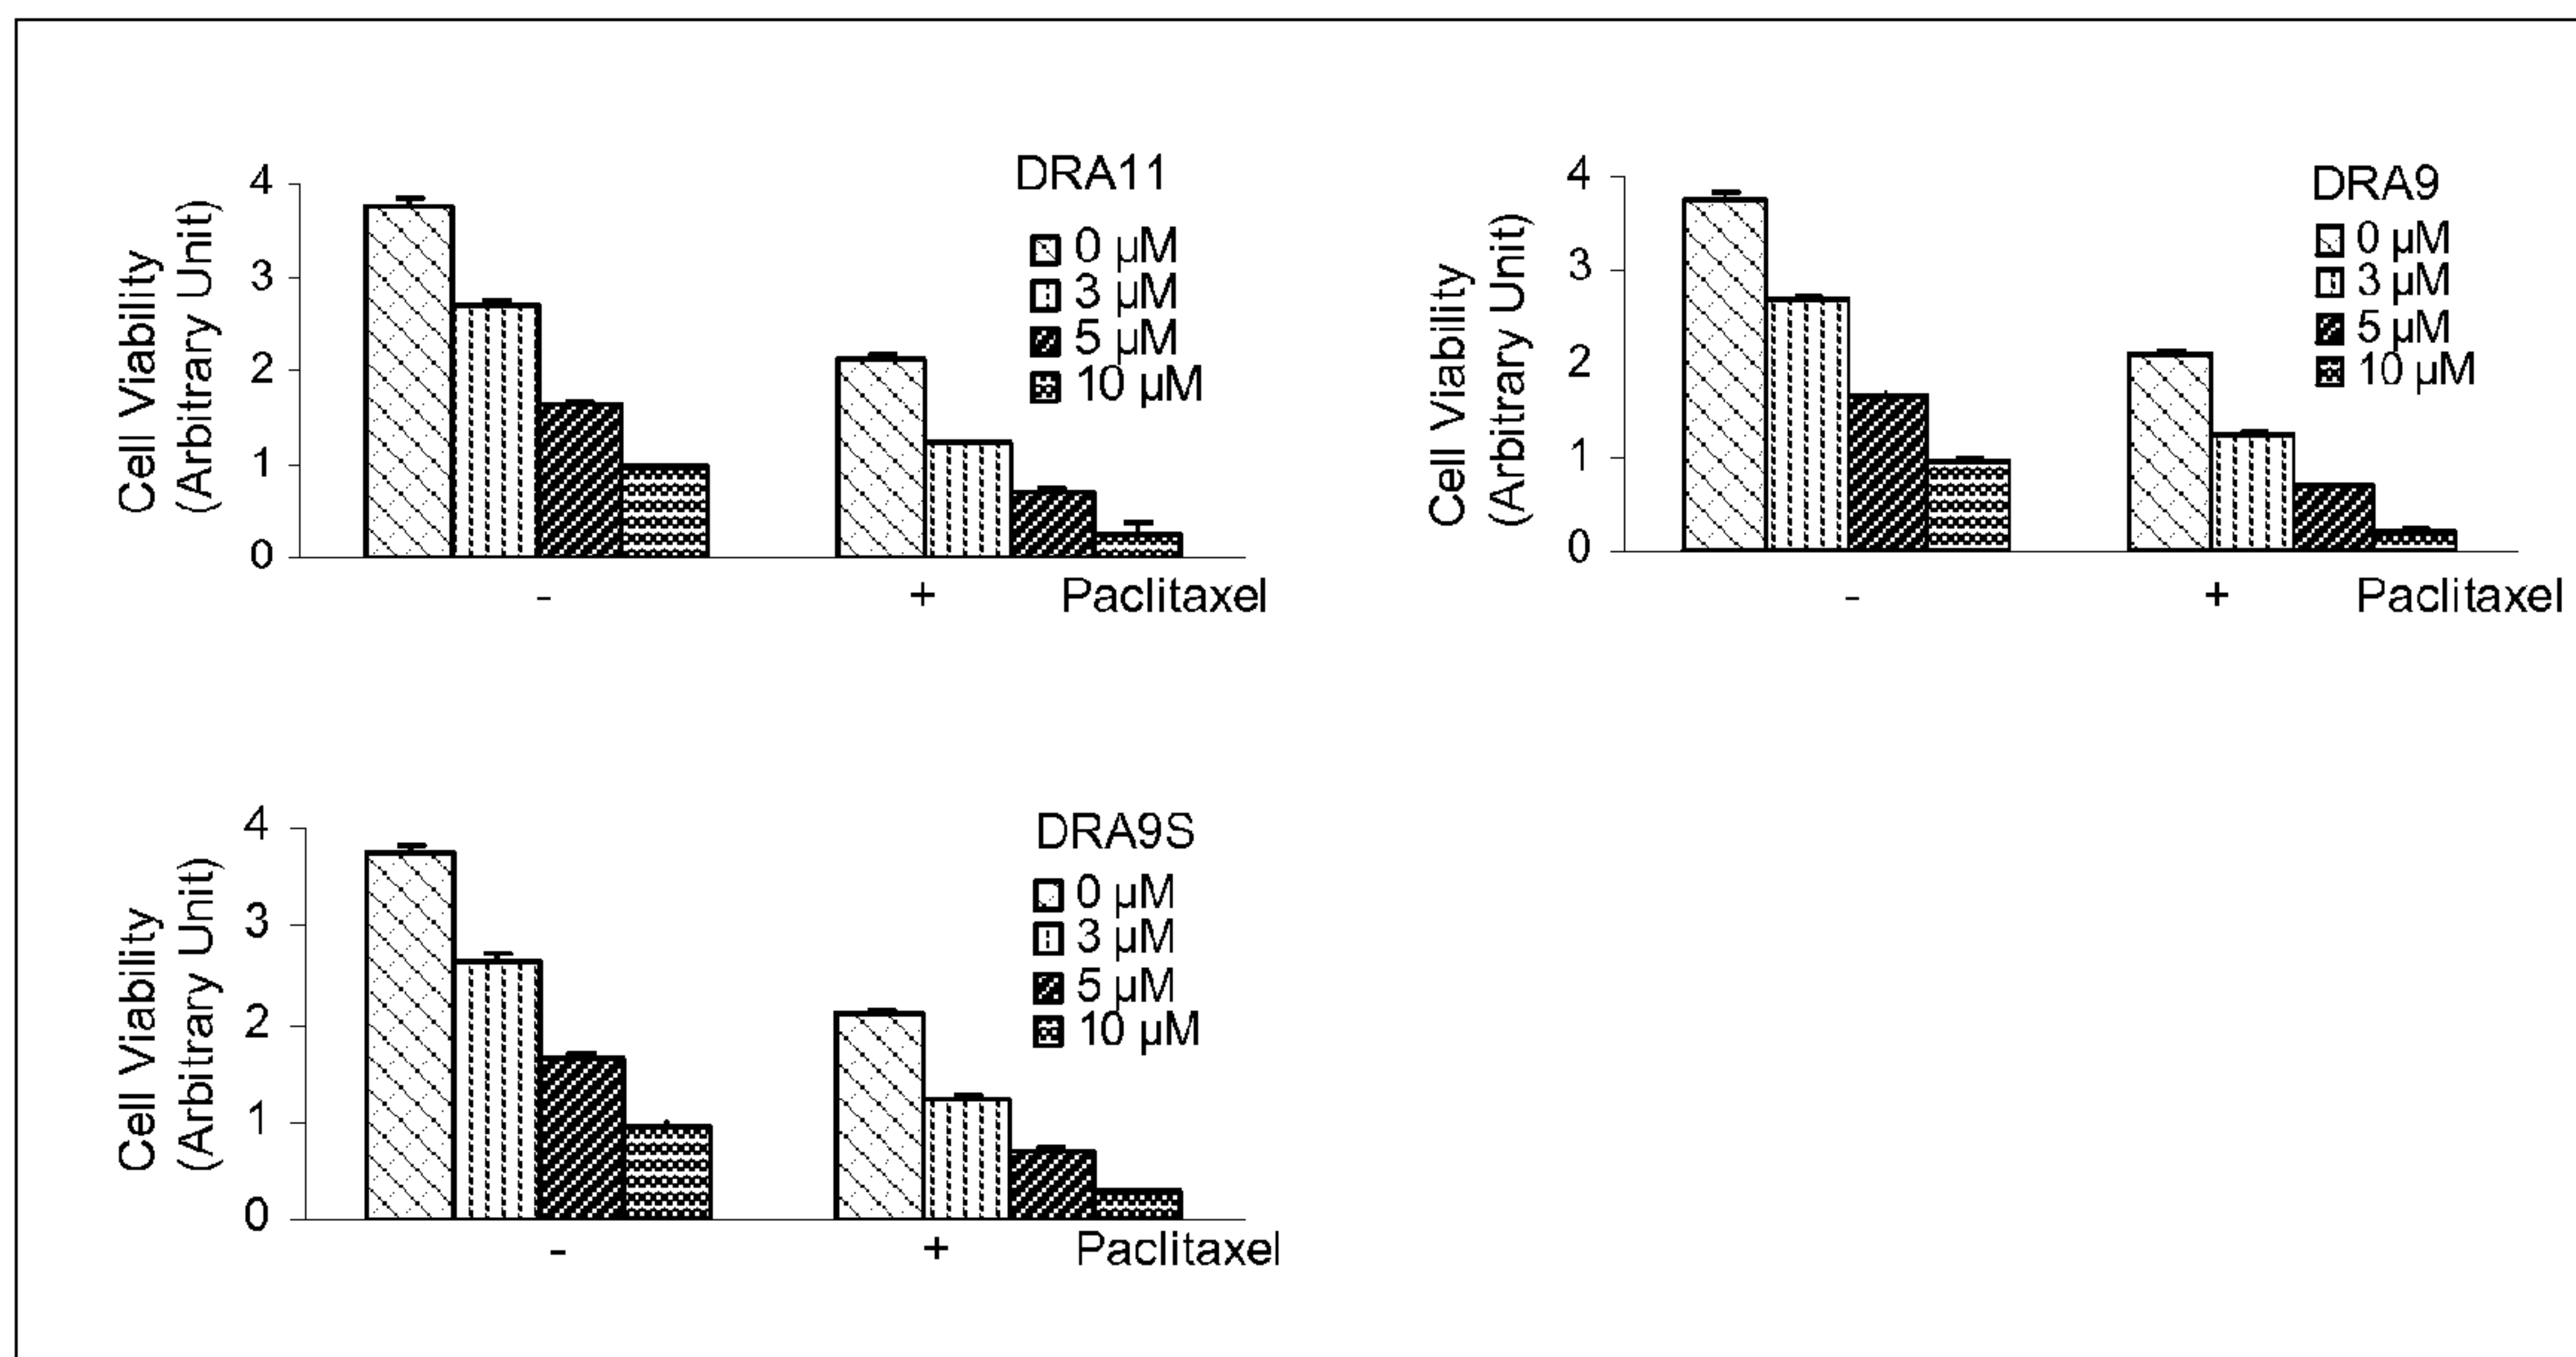 DRA11
0 µM
3 µM
5 µM
10 µM
Cell Viability
(Arbitrary Unit)
4
3
2
1
0
-
+
Paclitaxel
DRA9
0 µM
3 µM
5 µM
10 µM
Cell Viability
(Arbitrary Unit)
4
3
2
1
0
-
+
Paclitaxel
DRA9S
0 µM
3 µM
5 µM
10 µM
Cell Viability
(Arbitrary Unit)
4
3
2
1
0
-
+
Paclitaxel